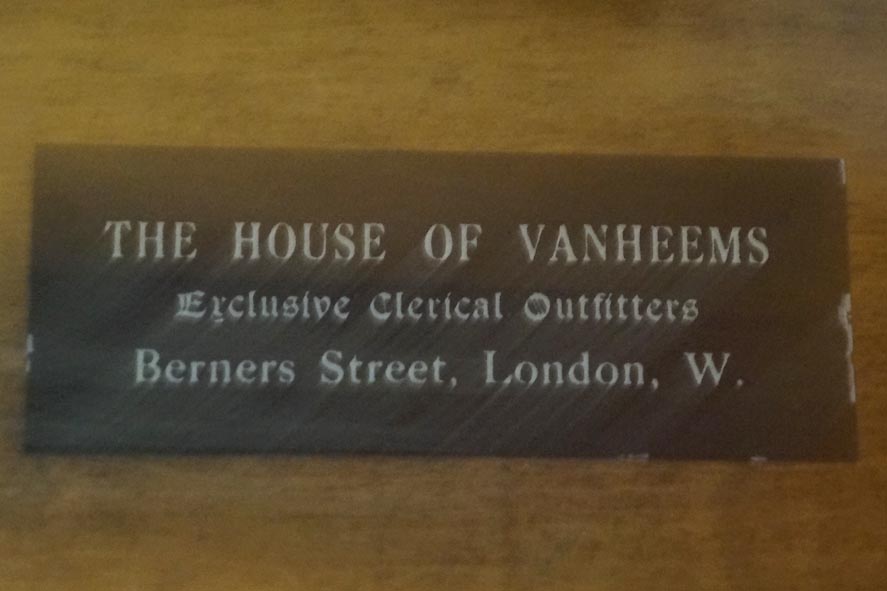 THE HOUSE OF VANHEEMS
Exclusive Clerical Outfitters
Berners Street, London, W.